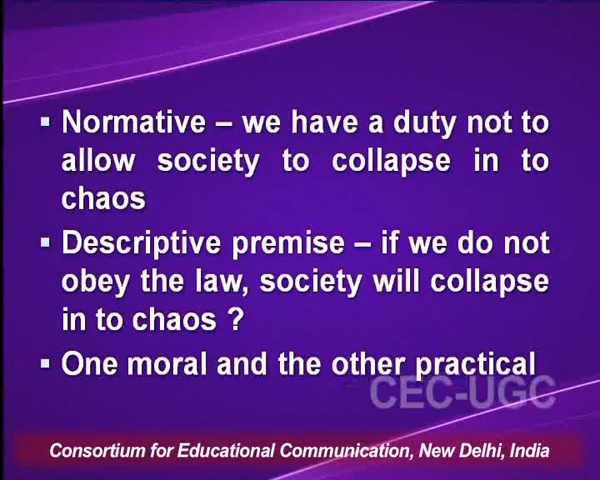 ▪ Normative – we have a duty not to
allow society to collapse in to
chaos
▪ Descriptive premise – if we do not
obey the law, society will collapse
in to chaos ?
▪ One moral and the other practical
CEC-UGC
Consortium for Educational Communication, New Delhi, India